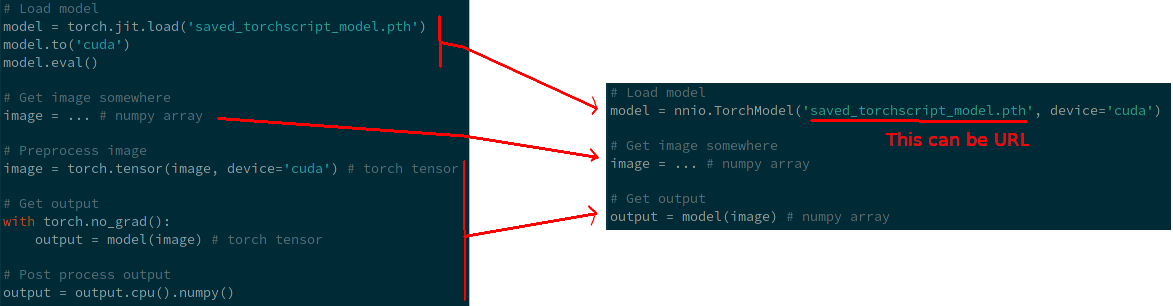 # Load model
model = torch.jit.load('saved_torchscript_model.pth')
model.to('cuda')
model.eval()
# Get image somewhere
image = ... # numpy array
# Preprocess image
image = torch.tensor(image, device='cuda') # torch tensor
# Get output
with torch.no_grad():
    output = model(image) # torch tensor
# Post process output
output = output.cpu().numpy()
# Load model
model = nnio.TorchModel('saved_torchscript_model.pth', device='cuda')
This can be URL
# Get image somewhere
image = ... # numpy array
# Get output
output = model(image) # numpy array